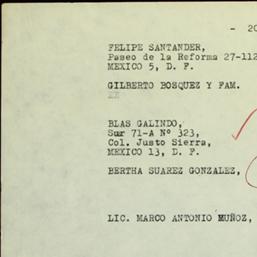 - 20
FELIPE SANTANDER,
Paseo de la Reforma 27-112
MEXICO 5, D. F.
GILBERTO BOSQUEZ Y FAM.
BLAS GALINDO,
Sur 71-A Nº 323,
Col. Justo Sierra,
MEXICO 13, D. F.
BERTHA SUAREZ GONZALEZ,
LIC. MARCO ANTONIO MUÑOZ,